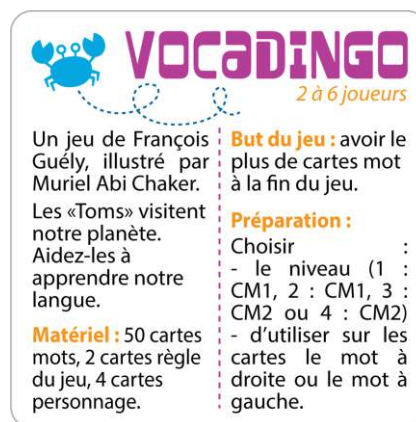 VOCADINGO
2 à 6 joueurs
Un jeu de François
Guély, illustré par
Muriel Abi Chaker.
Les «Toms» visitent
notre planète.
Aidez-les à
apprendre notre
langue.
Matériel : 50 cartes
mots, 2 cartes règle
du jeu, 4 cartes
personnage.
But du jeu : avoir le
plus de cartes mot
à la fin du jeu.
Préparation :
Choisir :
- le niveau (1 :
CM1, 2 : CM1, 3 :
CM2 ou 4 : CM2)
- d’utiliser sur les
cartes le mot à
droite ou le mot à
gauche.